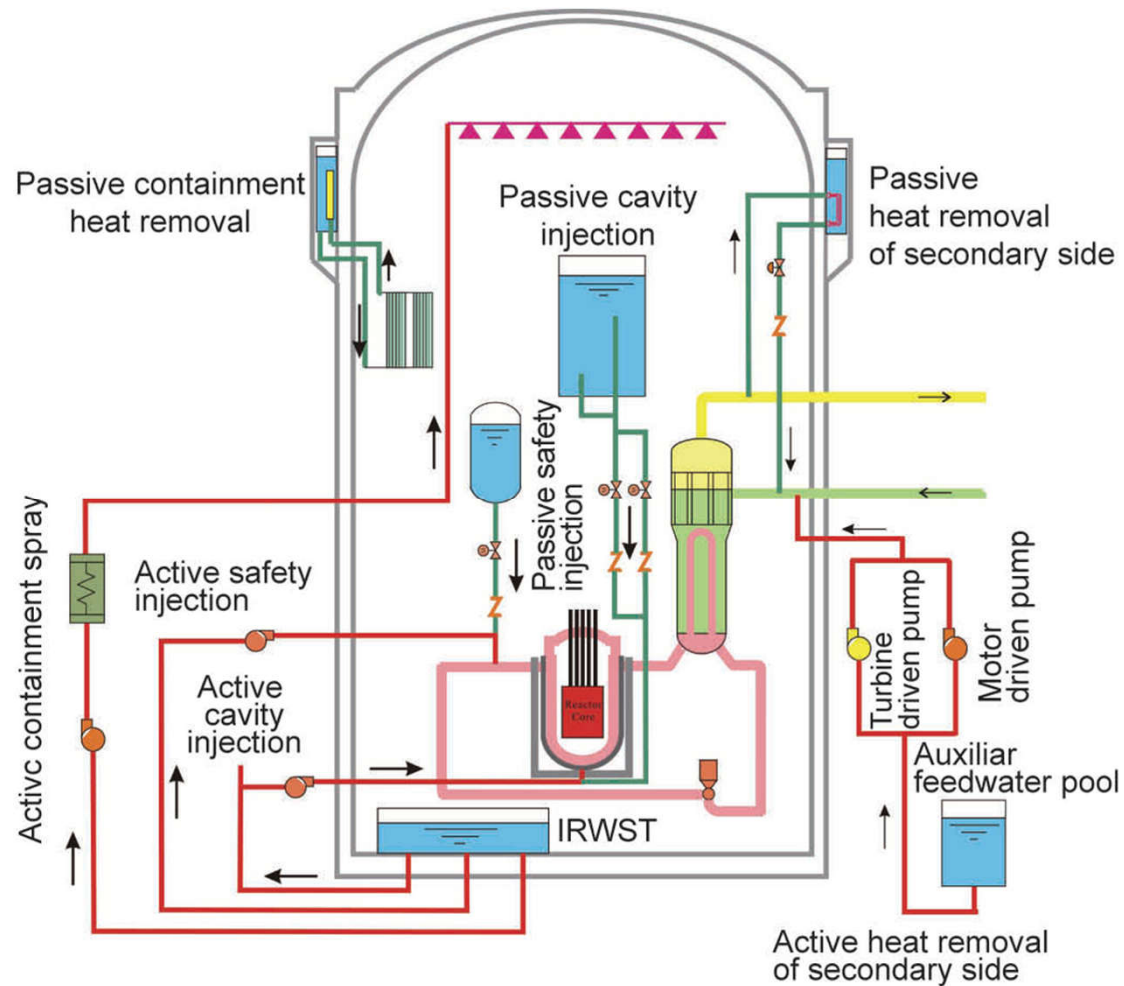 Passive containment
heat removal
Passive cavity
injection
Passive
heat removal
of secondary side
Passive safety
injection
Activc containment spray
Active safety
injection
Active
cavity
injection
Reactor
Core
Turbine
driven pump
Motor
driven pump
Auxiliar
feedwater pool
IRWST
Active heat removal
of secondary side